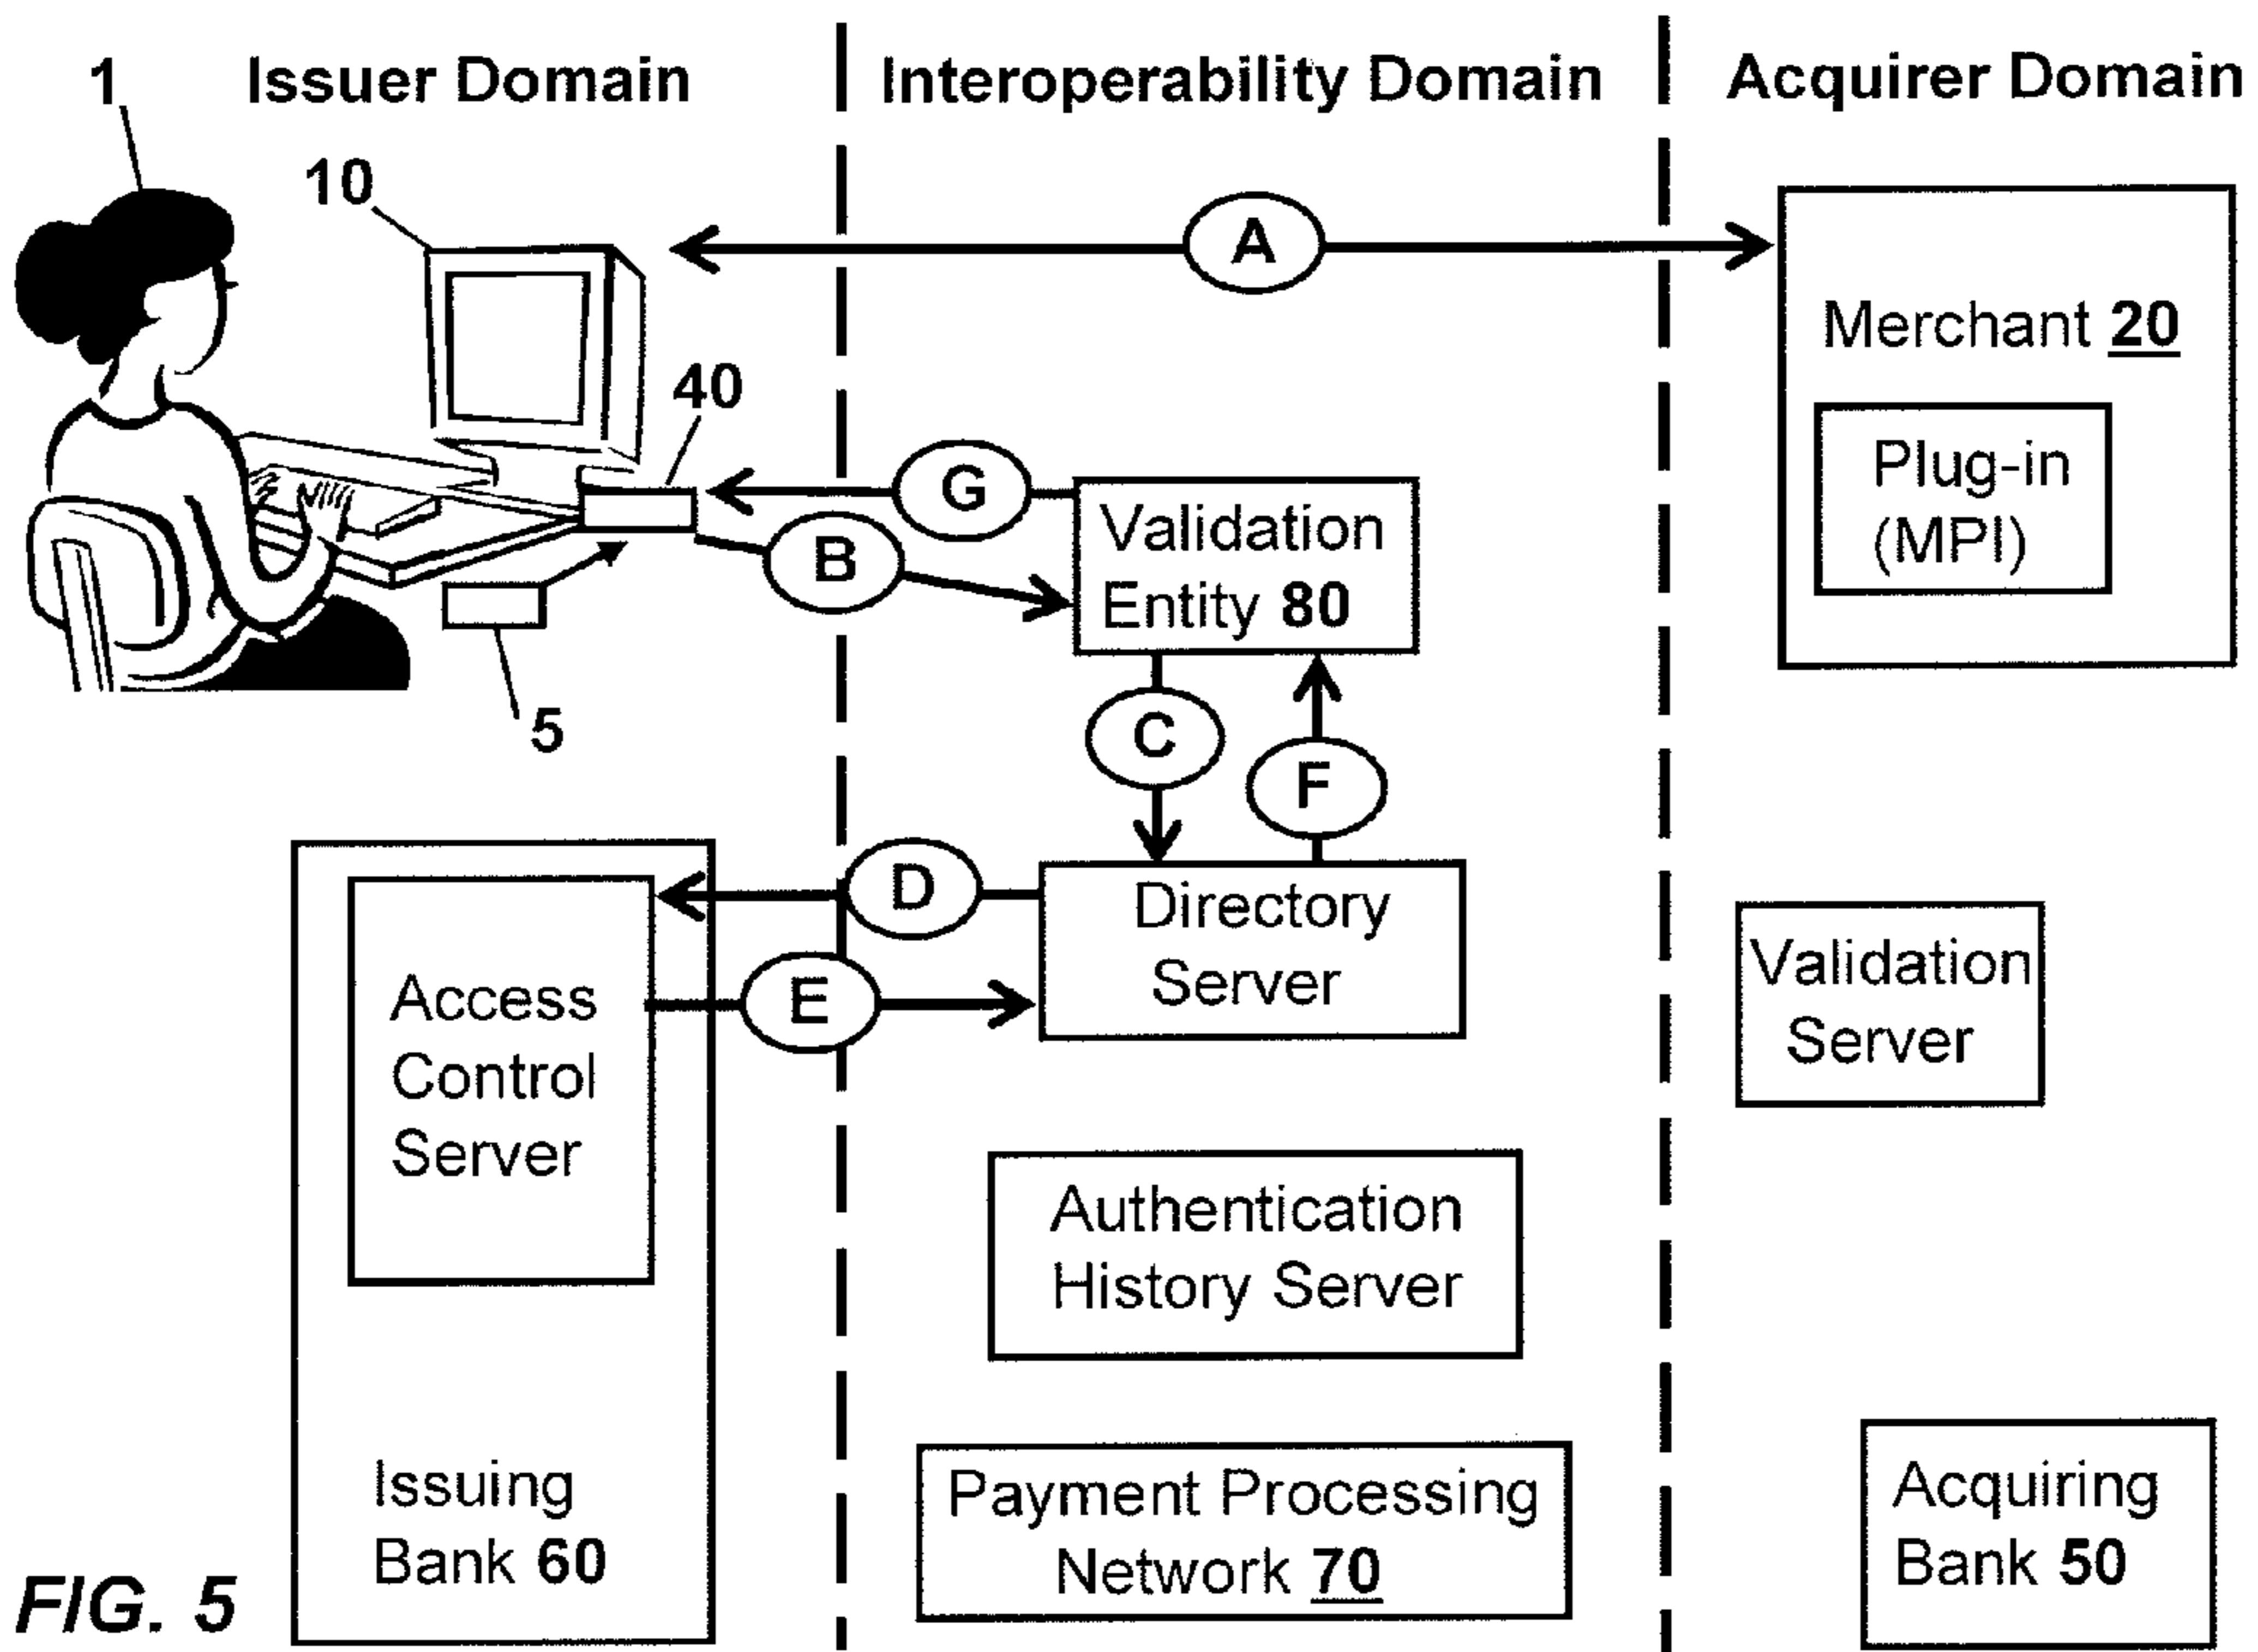 1
Issuer Domain
Interoperability Domain
Acquirer Domain
10
A
Merchant 20
40
Plug-in
(MPI)
G
B
Validation
Entity 80
5
C
F
D
Directory
Server
E
Access
Control
Server
Validation
Server
Authentication
History Server
Issuing
Bank 60
Payment Processing
Network 70
Acquiring
Bank 50
FIG. 5